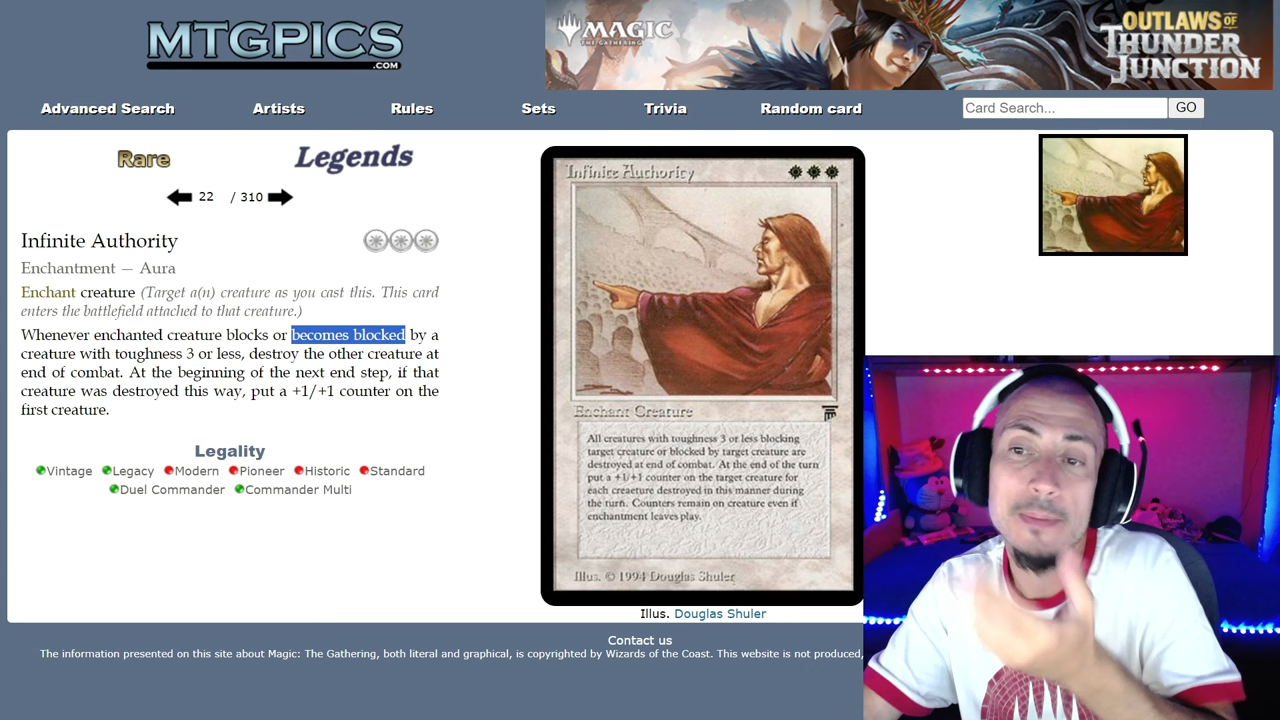 MTGPICS
.COM
MAGIC
THE GATHERING
OUTLAWS OF
THUNDER
JUNCTION
Advanced Search
Artists
Rules
Sets
Trivia
Random card
Card Search...
GO
Rare
Legends
22 / 310
Infinite Authority
Enchantment — Aura
Enchant creature (Target a(n) creature as you cast this. This card
enters the battlefield attached to that creature.)
Whenever enchanted creature blocks or becomes blocked by a
creature with toughness 3 or less, destroy the other creature at
end of combat. At the beginning of the next end step, if that
creature was destroyed this way, put a +1/+1 counter on the
first creature.
Legality
Vintage Legacy Modern Pioneer Historic Standard
Duel Commander Commander Multi
Infinite Authority
Enchant Creature
All creatures with toughness 3 or less blocking
target creature or blocked by target creature are
destroyed at end of combat. At the end of the turn
put a +1/+1 counter on the target creature for
each creaeture destroyed in this manner during
the turn. Counters remain on creature even if
enchantment leaves play.
Illus. © 1994 Douglas Shuler
Illus. Douglas Shuler
Contact us
The information presented on this site about Magic: The Gathering, both literal and graphical, is copyrighted by Wizards of the Coast. This website is not produced,